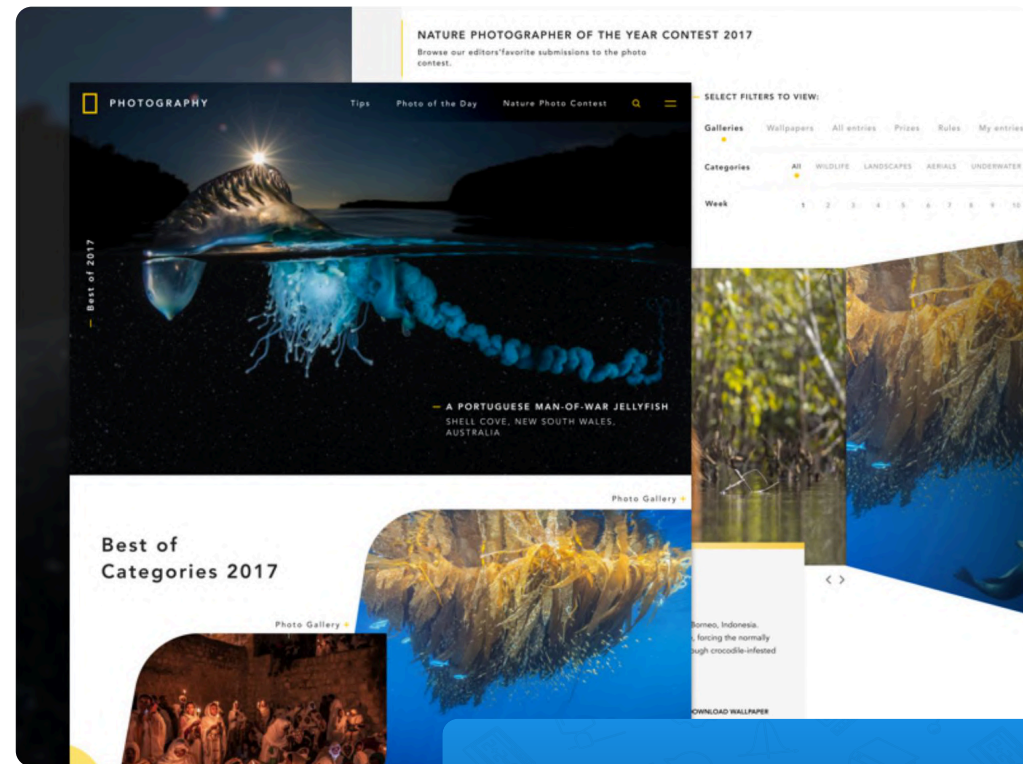 NATURE PHOTOGRAPHER OF THE YEAR CONTEST 2017
Browse our editors'favorite submissions to the photo
contest.
PHOTOGRAPHY
Tips Photo of the Day Nature Photo Contest
SELECT FILTERS TO VIEW:
Galleries Wallpapers All entries Prizes Rules My entries
Categories All WILDLIFE LANDSCAPES AERIALS UNDERWATER
Week 1 2 3 4 5 6 7 8 9 10
Best of 2017
A PORTUGUESE MAN-OF-WAR JELLYFISH
SHELL COVE, NEW SOUTH WALES,
AUSTRALIA
Photo Gallery +
Best of
Categories 2017
Photo Gallery +
Borneo, Indonesia.
, forcing the normally
ough crocodile-infested
DOWNLOAD WALLPAPER